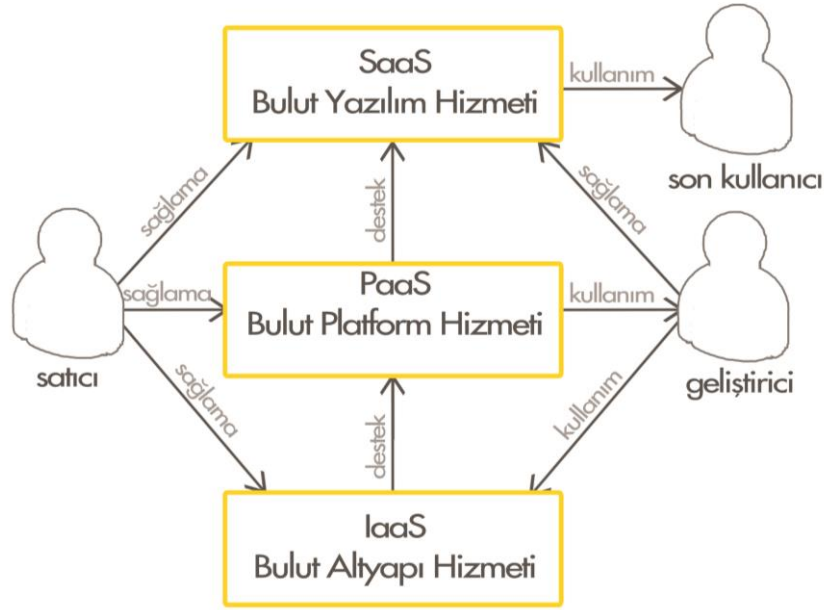 SaaS
Bulut Yazılım Hizmeti
kullanım
son kullanıcı
sağlama
destek
sağlama
sağlama
PaaS
Bulut Platform Hizmeti
kullanım
satıcı
geliştirici
sağlama
destek
kullanım
IaaS
Bulut Altyapı Hizmeti